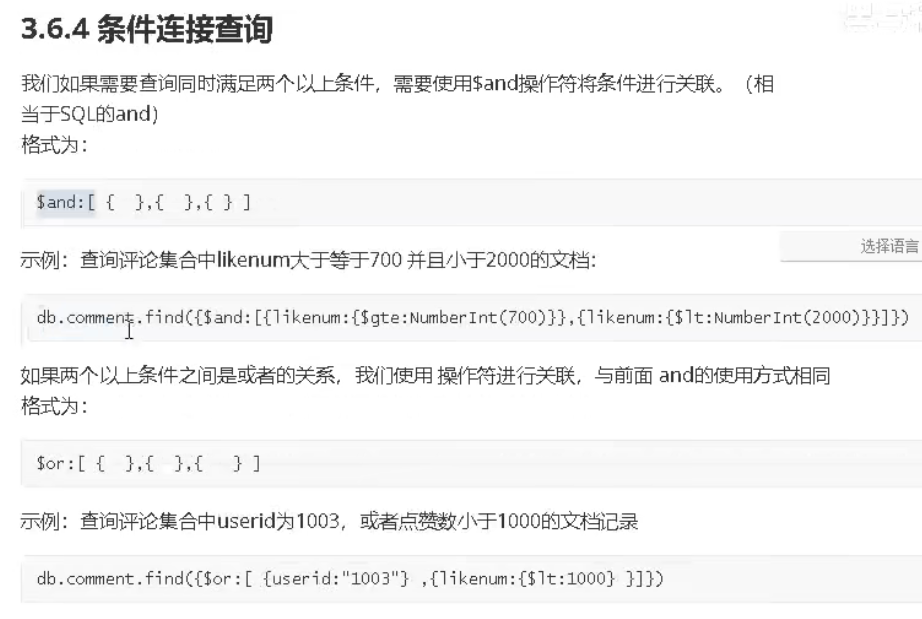 3.6.4 条件连接查询
我们如果需要查询同时满足两个以上条件，需要使用$and操作符将条件进行关联。（相
当于SQL的and）
格式为：
$and:[ {  },{  },{ } ]
选择语言
示例：查询评论集合中likenum大于等于700 并且小于2000的文档：
db.comment.find({$and:[{likenum:{$gte:NumberInt(700)}},{likenum:{$lt:NumberInt(2000)}}]})
如果两个以上条件之间是或者的关系，我们使用 操作符进行关联，与前面 and的使用方式相同
格式为：
$or:[ {  },{  },{   } ]
示例：查询评论集合中userid为1003，或者点赞数小于1000的文档记录
db.comment.find({$or:[ {userid:"1003"} ,{likenum:{$lt:1000} }]})